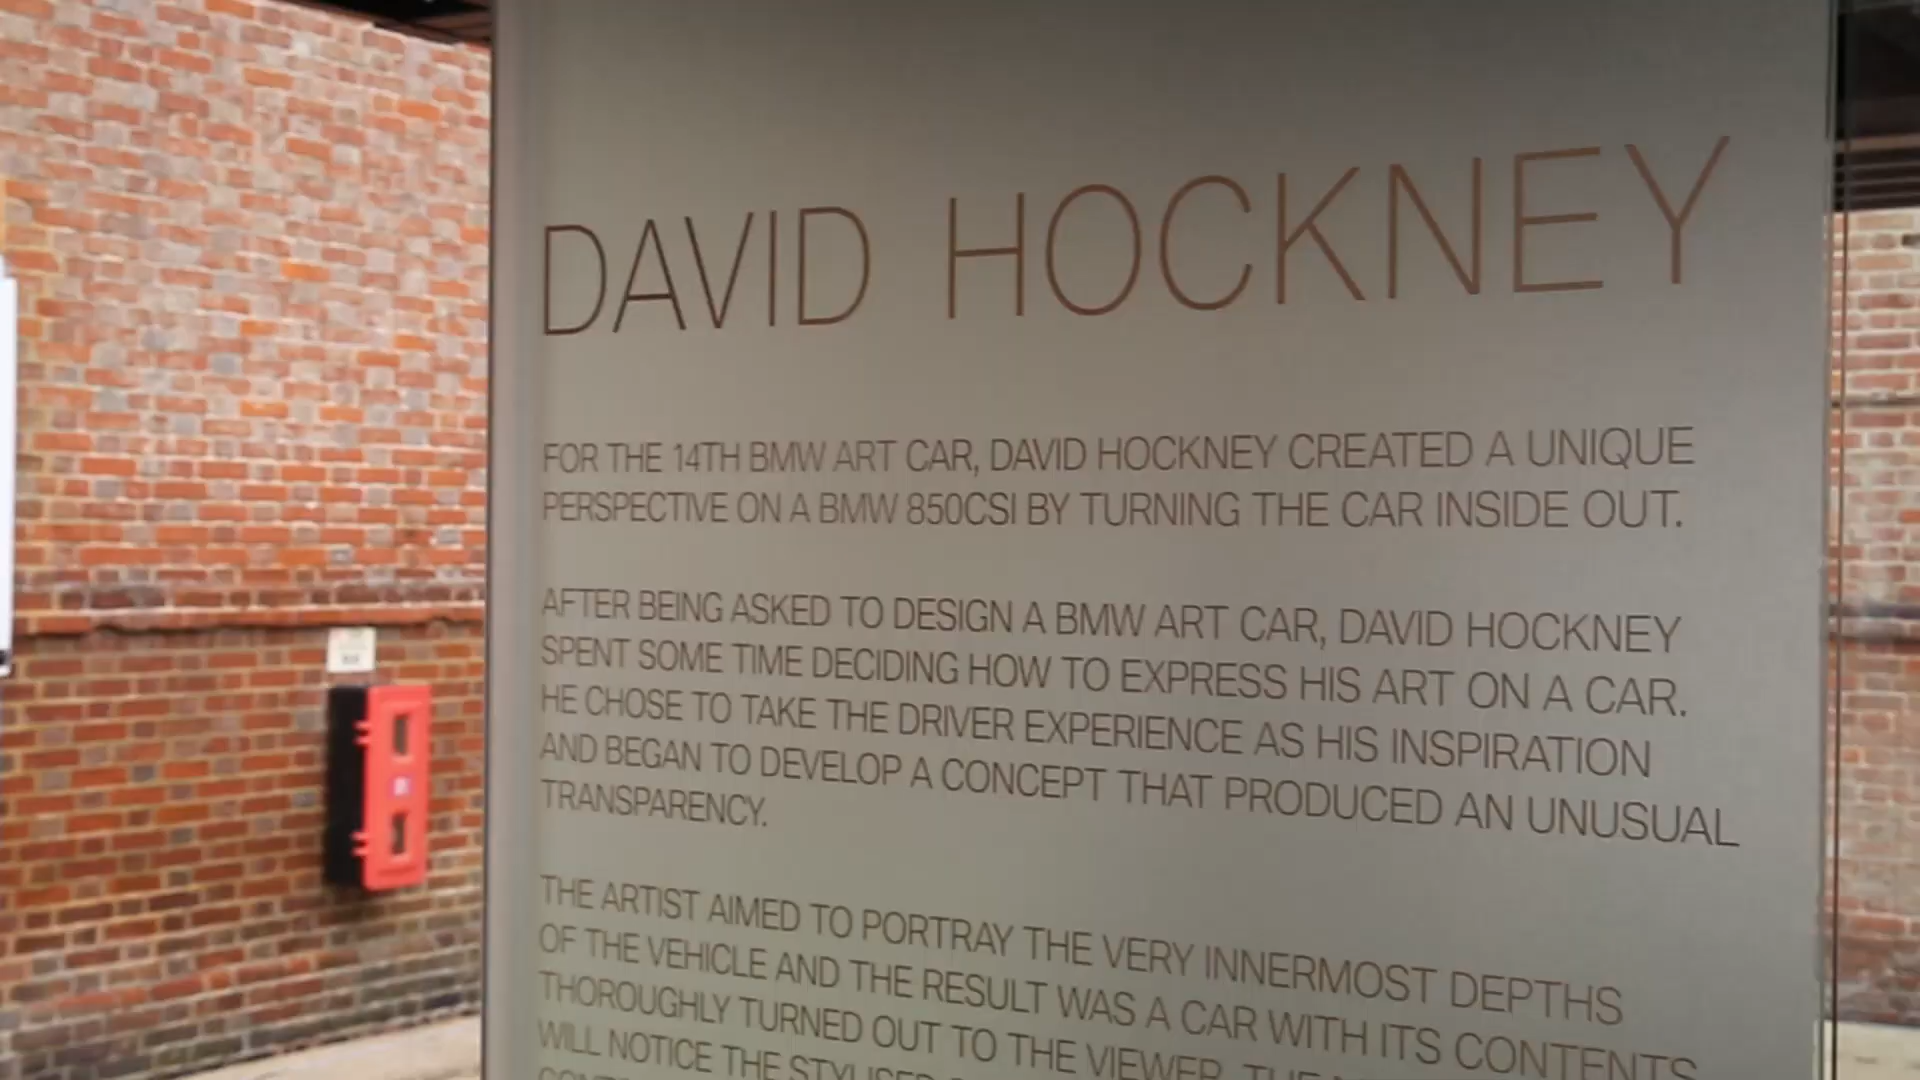 DAVID HOCKNEY
FOR THE 14TH BMW ART CAR, DAVID HOCKNEY CREATED A UNIQUE
PERSPECTIVE ON A BMW 850CSI BY TURNING THE CAR INSIDE OUT.
AFTER BEING ASKED TO DESIGN A BMW ART CAR, DAVID HOCKNEY
SPENT SOME TIME DECIDING HOW TO EXPRESS HIS ART ON A CAR.
HE CHOSE TO TAKE THE DRIVER EXPERIENCE AS HIS INSPIRATION
AND BEGAN TO DEVELOP A CONCEPT THAT PRODUCED AN UNUSUAL
TRANSPARENCY.
THE ARTIST AIMED TO PORTRAY THE VERY INNERMOST DEPTHS
OF THE VEHICLE AND THE RESULT WAS A CAR WITH ITS CONTENTS
THOROUGHLY TURNED OUT TO THE VIEWER. THE
WILL NOTICE THE STYLISED